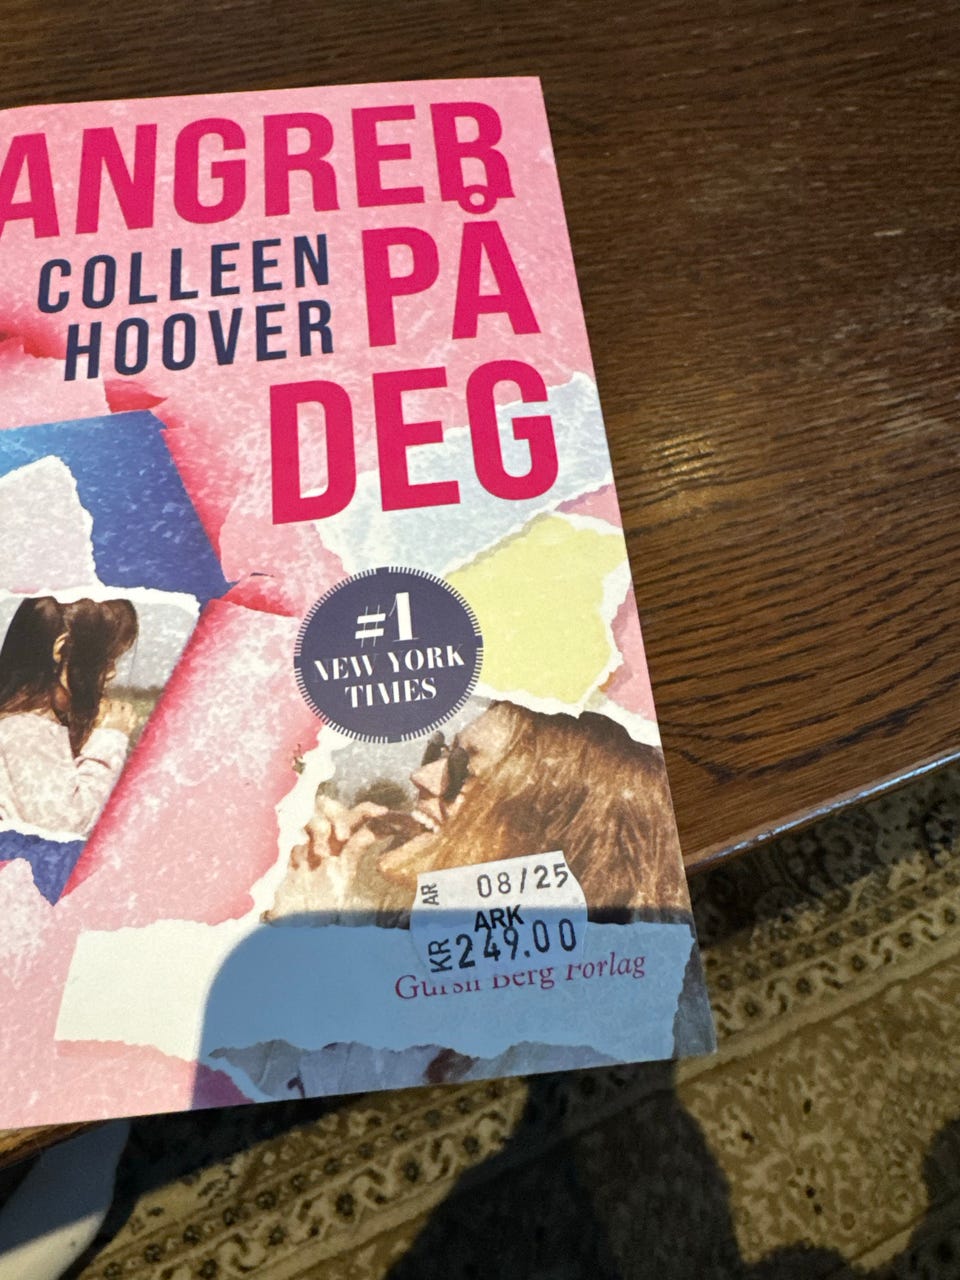 ANGRER
COLLEEN
HOOVER
PÅ
DEG
#1
NEW YORK
TIMES
AR
08/25
ARK
KR 249.00
Gursli Berg Forlag